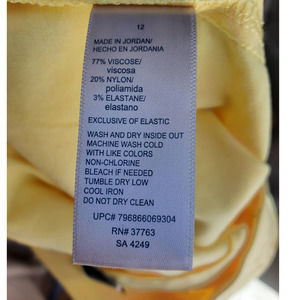 12
MADE IN JORDAN/
HECHO EN JORDANIA
77% VISCOSE/
viscosa
20% NYLON/
poliamida
3% ELASTANE/
elastano
EXCLUSIVE OF ELASTIC
WASH AND DRY INSIDE OUT
MACHINE WASH COLD
WITH LIKE COLORS
NON-CHLORINE
BLEACH IF NEEDED
TUMBLE DRY LOW
COOL IRON
DO NOT DRY CLEAN
UPC# 796866069304
RN# 37763
SA 4249